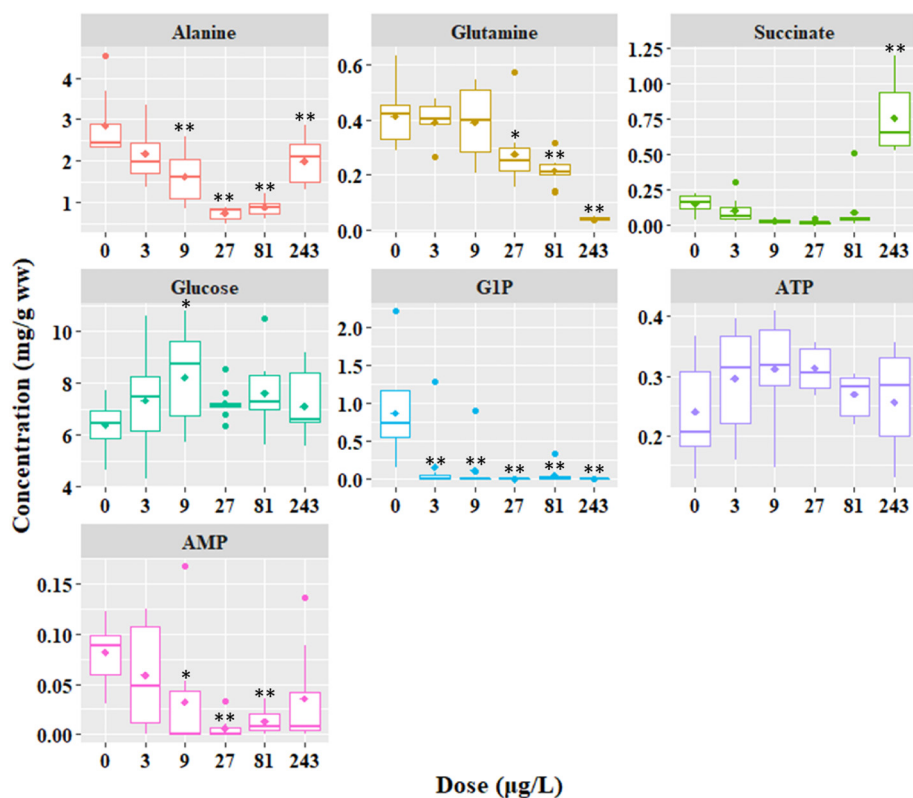 Alanine Glutamine Succinate
4
3
2
1
** ** ** **
0 3 9 27 81 243
0.6
0.4
0.2
0.0
* ** **
0 3 9 27 81 243
1.25
1.00
0.75
0.50
0.25
0.00
**
0 3 9 27 81 243
Glucose G1P ATP
10
8
6
4
*
0 3 9 27 81 243
2.0
1.5
1.0
0.5
0.0
** ** ** ** **
0 3 9 27 81 243
0.4
0.3
0.2
0 3 9 27 81 243
AMP
0.15
0.10
0.05
0.00
* ** **
0 3 9 27 81 243
Concentration (mg/g ww)
Dose (µg/L)